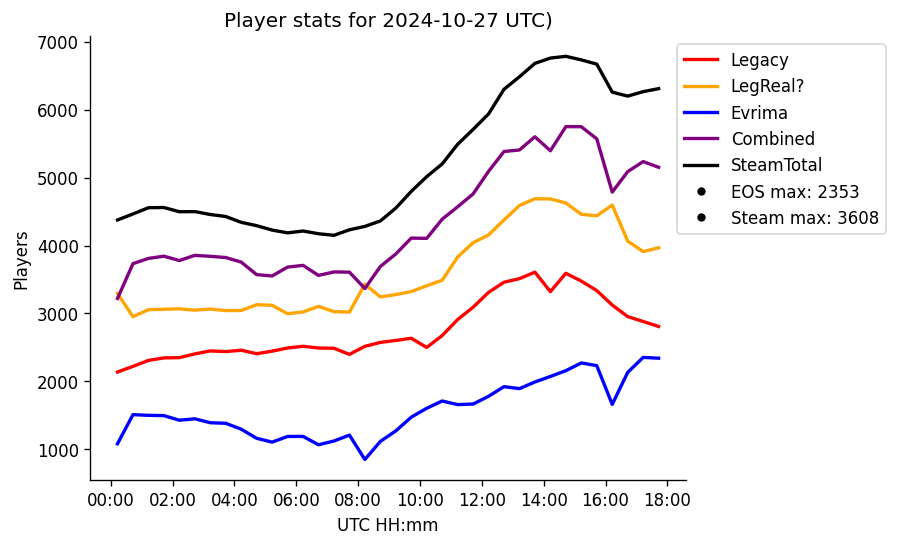 Player stats for 2024-10-27 UTC)
7000
6000
5000
4000
3000
2000
1000
Players
00:00 02:00 04:00 06:00 08:00 10:00 12:00 14:00 16:00 18:00
UTC HH:mm
Legacy
LegReal?
Evrima
Combined
SteamTotal
EOS max: 2353
Steam max: 3608